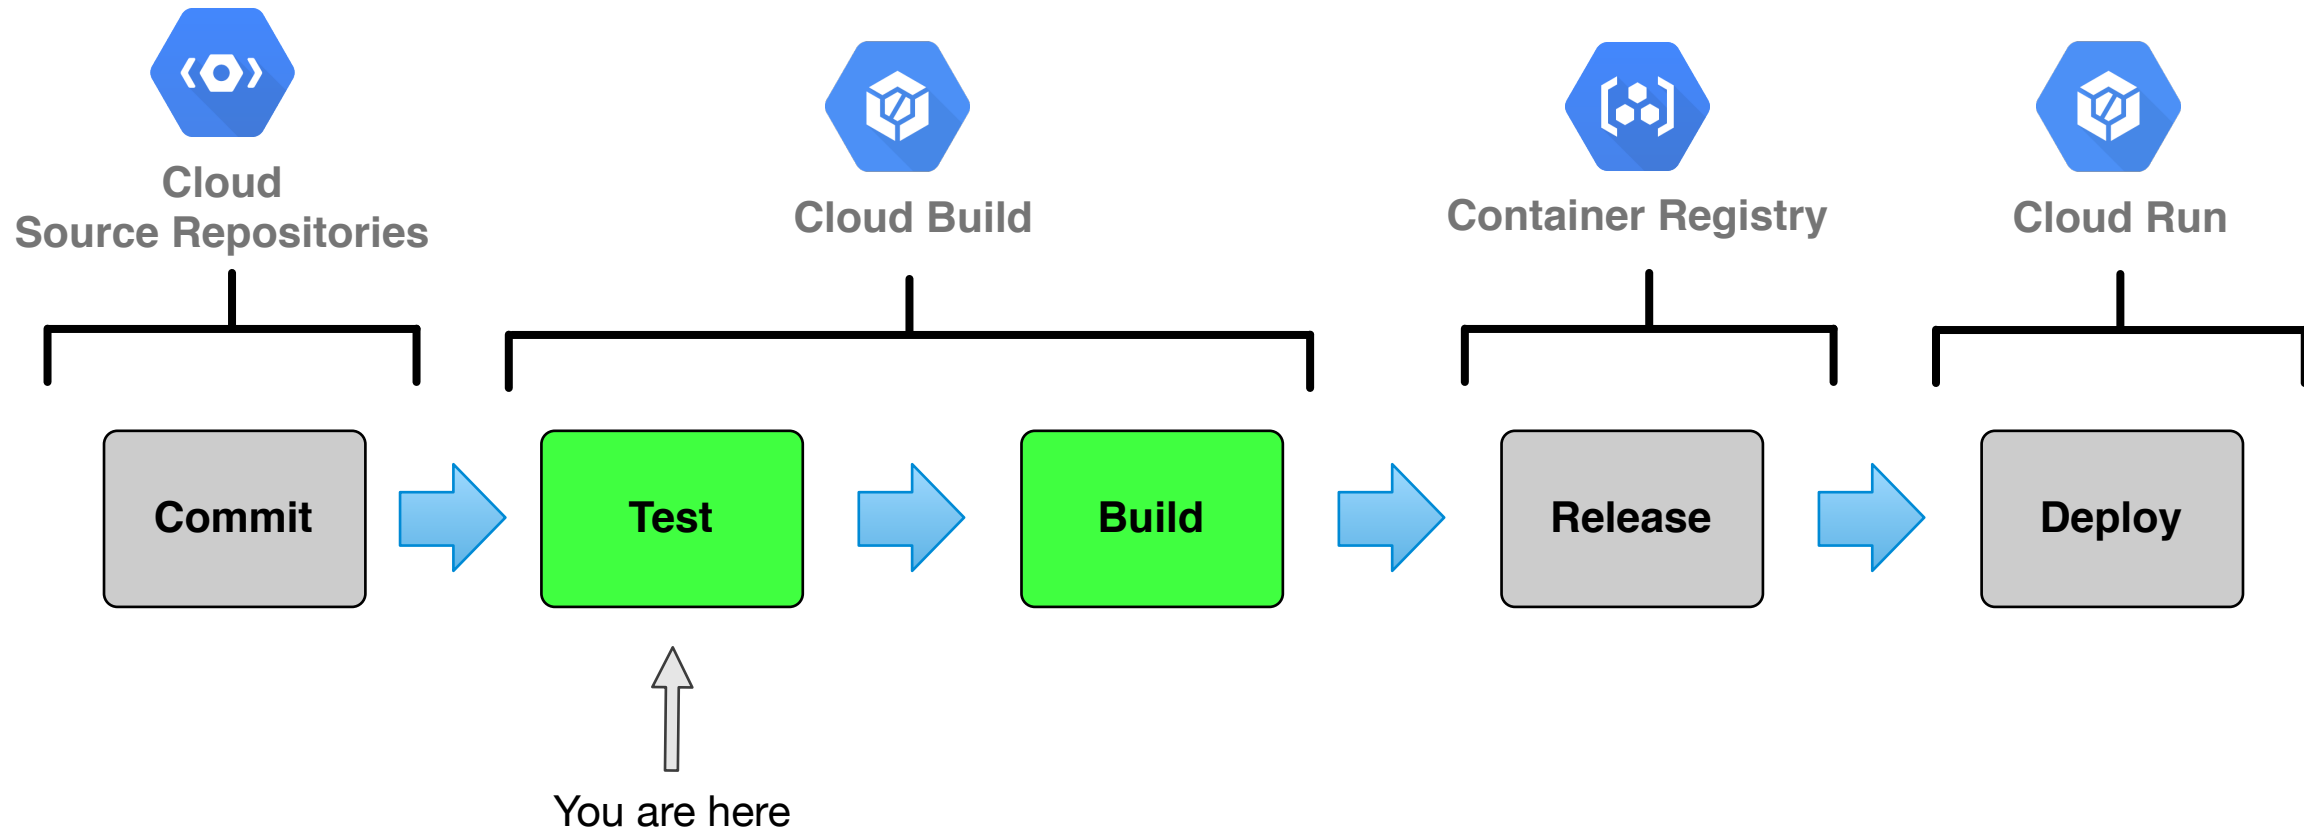 Cloud
Source Repositories
Cloud Build
Container Registry
Cloud Run
Commit
Test
Build
Release
Deploy
You are here